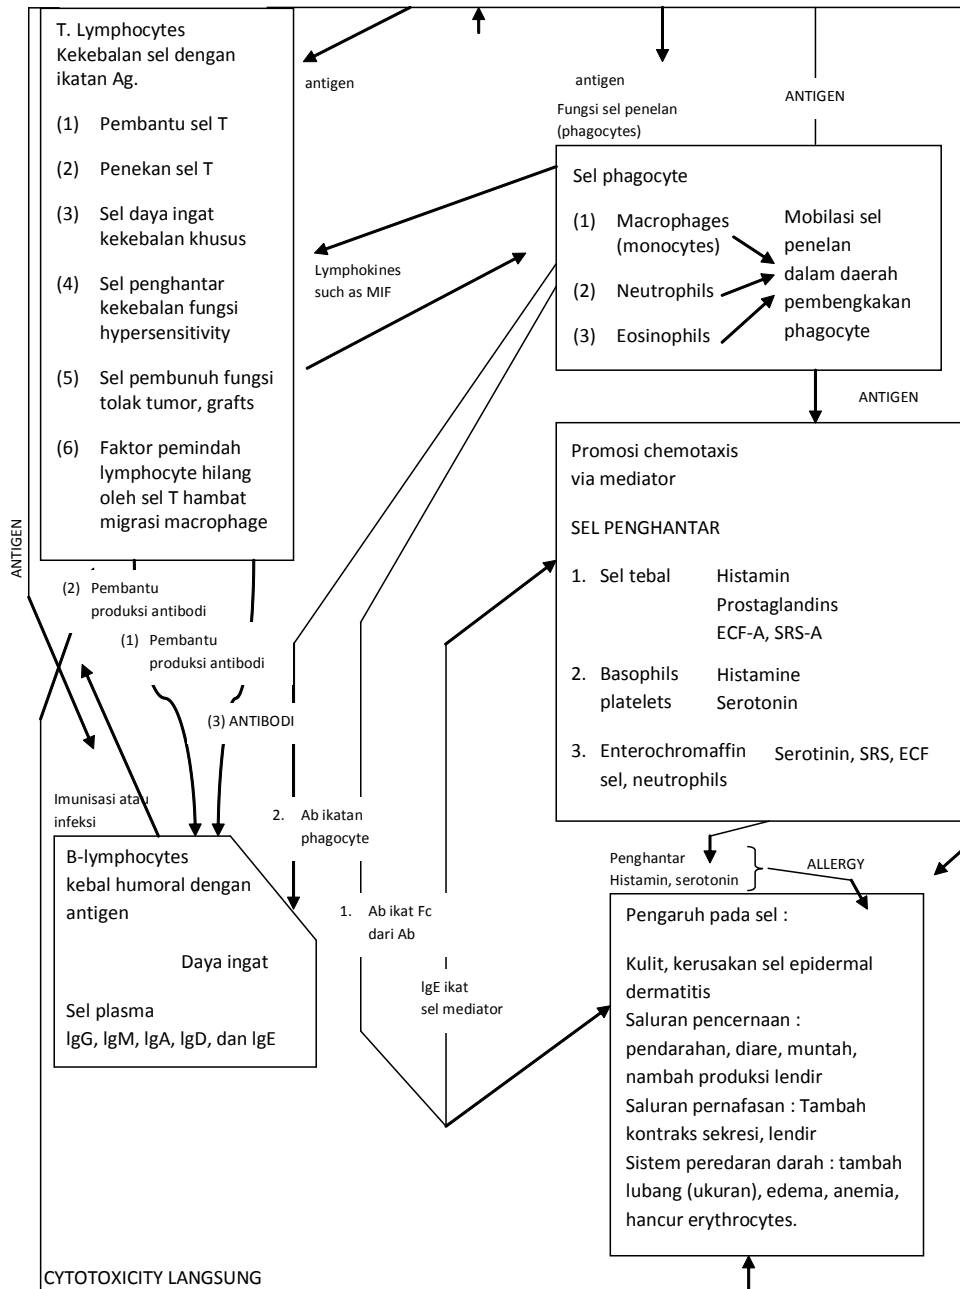 T. Lymphocytes
Kekebalan sel dengan
ikatan Ag.
(1) Pembantu sel T
(2) Penekan sel T
(3) Sel daya ingat
kekebalan khusus
(4) Sel penghantar
kekebalan fungsi
hypersensitivity
(5) Sel pembunuh fungsi
tolak tumor, grafts
(6) Faktor pemindah
lymphocyte hilang
oleh sel T hambat
migrasi macrophage
antigen
antigen
Fungsi sel penelan
(phagocytes)
ANTIGEN
Sel phagocyte
(1) Macrophages
(monocytes)
(2) Neutrophils
(3) Eosinophils
Mobilasi sel
penelan
dalam daerah
pembengkakan
phagocyte
Lymphokines
such as MIF
ANTIGEN
Promosi chemotaxis
via mediator
SEL PENGHANTAR
1. Sel tebal Histamin
Prostaglandins
ECF-A, SRS-A
2. Basophils Histamine
platelets Serotonin
3. Enterochromaffin Serotinin, SRS, ECF
sel, neutrophils
ANTIGEN
(2) Pembantu
produksi antibodi
(1) Pembantu
produksi antibodi
(3) ANTIBODI
Imunisasi atau
infeksi
2. Ab ikatan
phagocyte
B-lymphocytes
kebal humoral dengan
antigen
Daya ingat
Sel plasma
lgG, lgM, lgA, lgD, dan lgE
1. Ab ikat Fc
dari Ab
lgE ikat
sel mediator
Penghantar
Histamin, serotonin
ALLERGY
Pengaruh pada sel :
Kulit, kerusakan sel epidermal
dermatitis
Saluran pencernaan :
pendarahan, diare, muntah,
nambah produksi lendir
Saluran pernafasan : Tambah
kontraks sekresi, lendir
Sistem peredaran darah : tambah
lubang (ukuran), edema, anemia,
hancur erythrocytes.
CYTOTOXICITY LANGSUNG